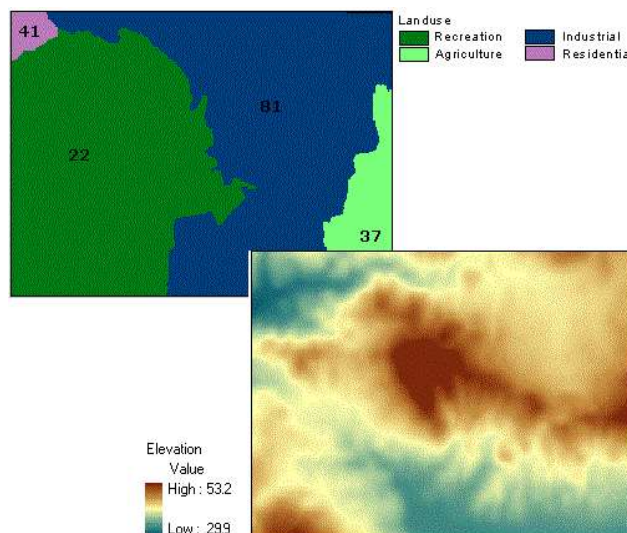 41
Landuse
Recreation Industrial
Agriculture Residentia
81
22
37
Elevation
Value
High : 53.2
Low : 29.9